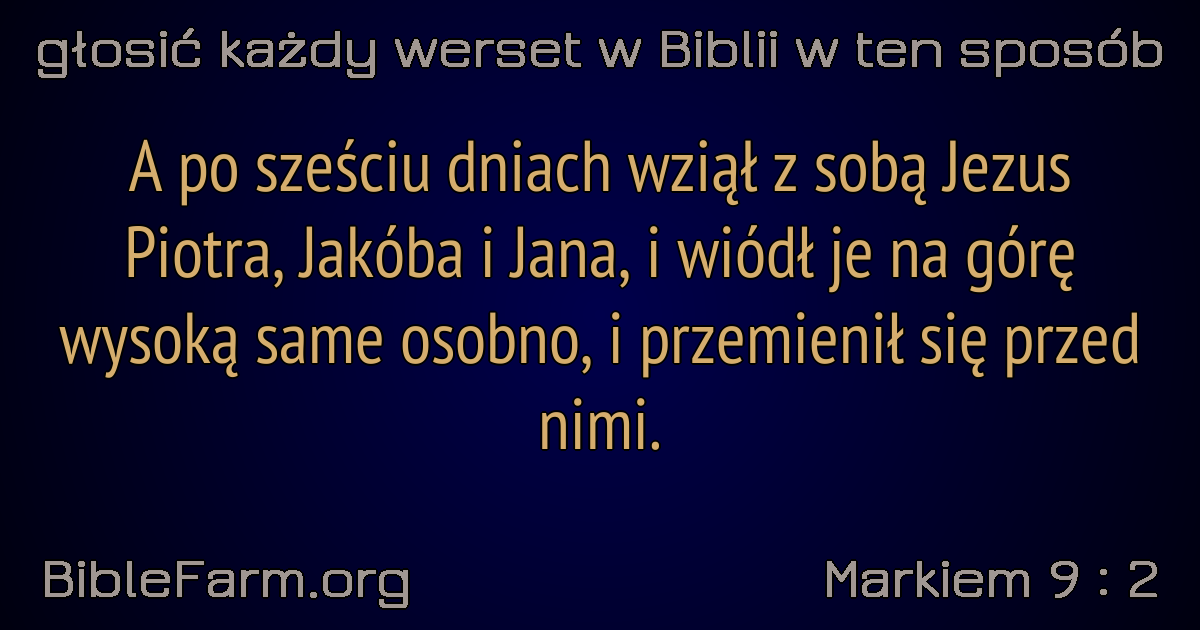 głosić każdy werset w Biblii w ten sposób
A po sześciu dniach wziął z sobą Jezus
Piotra, Jakóba i Jana, i wiódł je na górę
wysoką same osobno, i przemienił się przed
nimi.
BibleFarm.org
Markiem 9 : 2